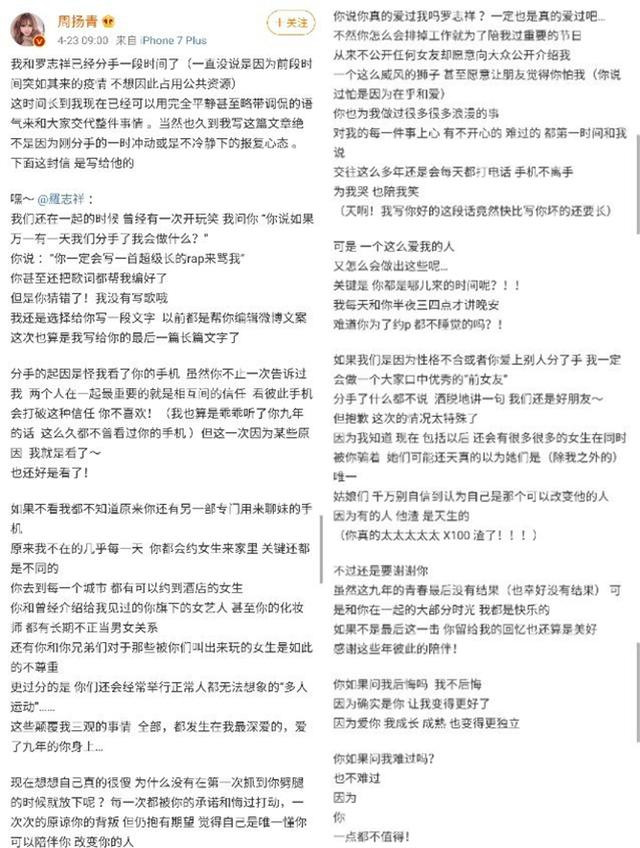 周扬青
+关注
4-23 09:00 来自 iPhone 7 Plus
我和罗志祥已经分手一段时间了（一直没说是因为前段时
间突如其来的疫情 不想因此占用公共资源）
这时间长到我现在已经可以用完全平静甚至略带调侃的语
气来和大家交代整件事情。当然也久到我写这篇文章绝
不是因为刚分手的一时冲动或是不冷静下的报复心态。
下面这封信 是写给他的
嘿～ @羅志祥：
我们还在一起的时候 曾经有一次开玩笑 我问你 “你说如果
万一有一天我们分手了我会做什么？”
你说：“你一定会写一首超级长的rap来骂我”
你甚至还把歌词都帮我编好了
但是你猜错了！我没有写歌哦
我还是选择给你写一段文字 以前都是帮你编辑微博文案
这次也算是我写给你的最后一篇长篇文字了
分手的起因是怪我看了你的手机 虽然你不止一次告诉过
我 两个人在一起最重要的就是相互间的信任 看彼此手机
会打破这种信任 你不喜欢！（我也算是乖乖听了你九年
的话 这么久都不曾看过你的手机）但这一次因为某些原
因 我就是看了～
也还好是看了！
如果不看我都不知道原来你还有另一部专门用来聊妹的手
机
原来我不在的几乎每一天 你都会约女生来家里 关键还都
是不同的
你去到每一个城市 都有可以约到酒店的女生
你和曾经介绍给我见过的你旗下的女艺人 甚至你的化妆
师 都有长期不正当男女关系
还有你和你兄弟们对于那些被你们叫出来玩的女生是如此
的不尊重
更过分的是 你们还会经常举行正常人都无法想象的“多人
运动”......
这些颠覆我三观的事情 全部，都发生在我最深爱的，爱
了九年的你身上...
现在想想自己真的很傻 为什么没有在第一次抓到你劈腿
的时候就放下呢？每一次都被你的承诺和悔过打动，一
次次的原谅你的背叛 但仍抱有期望 觉得自己是唯一懂你
可以陪伴你 改变你的人
你说你真的爱过我吗罗志祥？一定也是真的爱过吧...
不然你怎么会排掉工作就为了陪我过重要的节日
从来不公开任何女友却愿意向大众公开介绍我
一个这么威风的狮子 甚至愿意让朋友觉得你怕我（你说
过怕是因为在乎和爱）
你也为我做过很多很多浪漫的事
对我的每一件事上心 有不开心的 难过的 都第一时间和我
说
交往这么多年还是会每天都打电话 手机不离手
为我哭 也陪我笑
（天啊！我写你好的这段话竟然快比写你坏的还要长）
可是 一个这么爱我的人
又怎么会做出这些呢...
关键是 你都是哪儿来的时间呢？！！
我每天和你半夜三四点才讲晚安
难道你为了约p 都不睡觉的吗？！
如果我们是因为性格不合或者你爱上别人分了手 我一定
会做一个大家口中优秀的“前女友”
分手了什么都不说 洒脱地讲一句 我们还是好朋友～
但抱歉 这次的情况太特殊了
因为我知道 现在 包括以后 还会有很多很多的女生在同时
被你骗着 她们可能还天真的以为她们是（除我之外的）
唯一
姑娘们 千万别自信到认为自己是那个可以改变他的人
因为有的人 他渣 是天生的
（你真的太太太太太 X100 渣了！！！）
不过还是要谢谢你
虽然这九年的青春最后没有结果（也幸好没有结果） 可
是和你在一起的大部分时光 我都是快乐的
如果不是最后这一击 你留给我的回忆也还算是美好
感谢这些年彼此的陪伴！
你如果问我后悔吗 我不后悔
因为确实是你 让我变得更好了
因为爱你 我成长 成熟 也变得更独立
你如果问我难过吗？
也不难过
因为
你
一点都不值得！